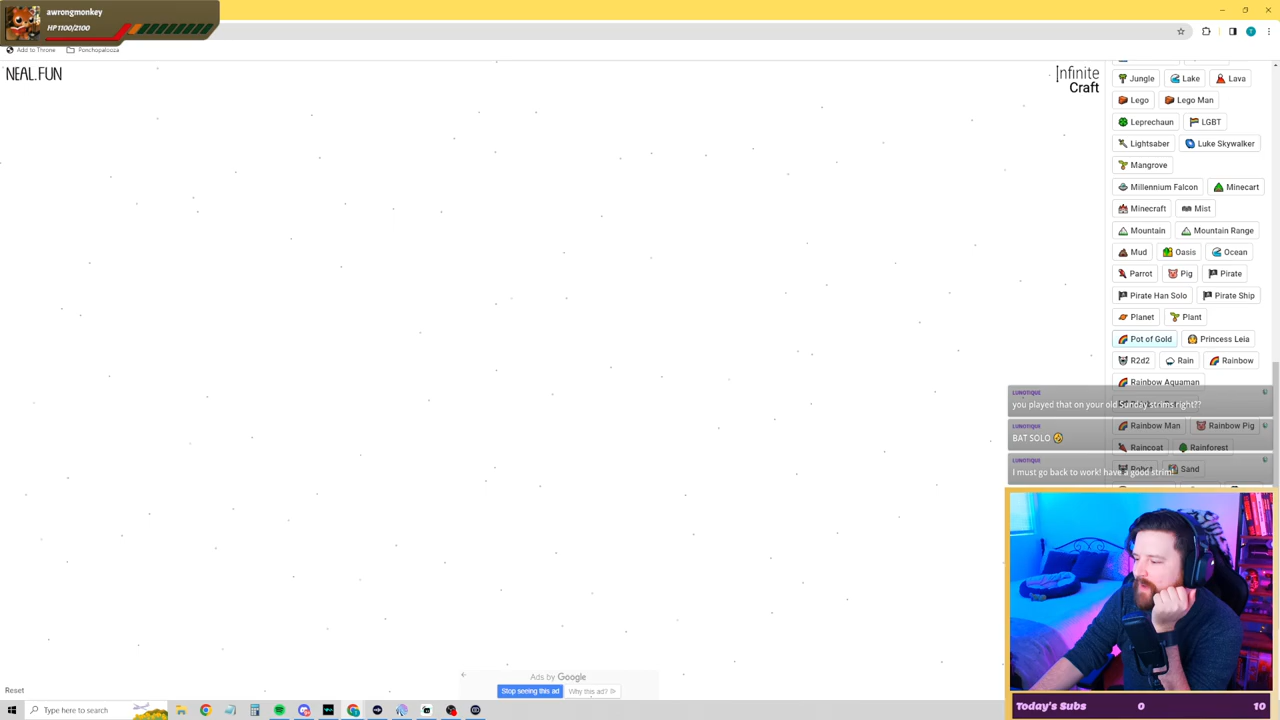 awrongmonkey
HP 1100/2100
Add to Throne
Ponchopalooza
NEAL.FUN
Infinite
Craft
Jungle
Lake
Lava
Lego
Lego Man
Leprechaun
LGBT
Lightsaber
Luke Skywalker
Mangrove
Millennium Falcon
Minecart
Minecraft
Mist
Mountain
Mountain Range
Mud
Oasis
Ocean
Parrot
Pig
Pirate
Pirate Han Solo
Pirate Ship
Planet
Plant
Pot of Gold
Princess Leia
R2d2
Rain
Rainbow
Rainbow Aquaman
LUNOTIQUE
you played that on your old Sunday strims right??
Rainbow Man
Rainbow Pig
LUNOTIQUE
BAT SOLO
Raincoat
Rainforest
LUNOTIQUE
I must go back to work! have a good strim!
Sand
Ads by Google
Stop seeing this ad
Why this ad?
Reset
Type here to search
Today's Subs
0
10